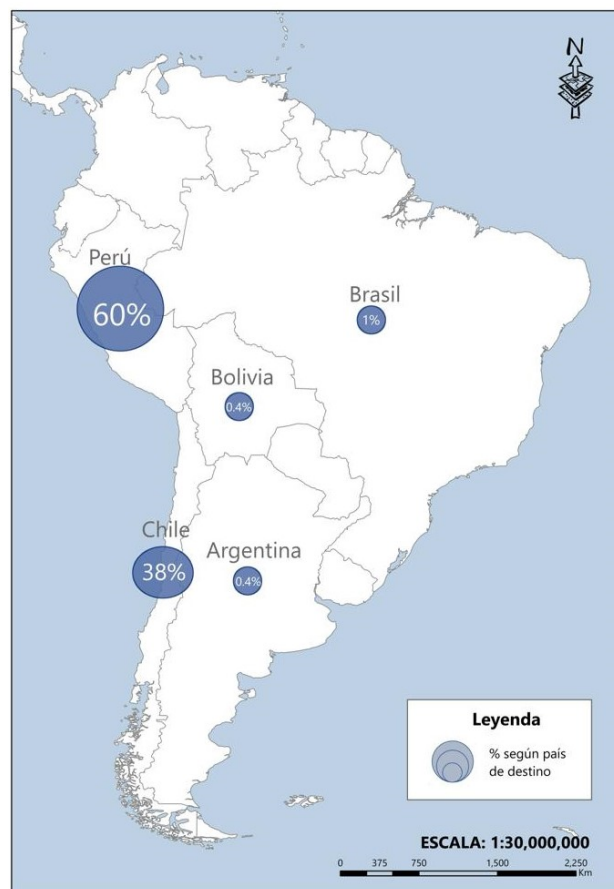 N
Perú
60%
Brasil
1%
Bolivia
0.4%
Chile
38%
Argentina
0.4%
Leyenda
% según país
de destino
ESCALA: 1:30,000,000
0 375 750 1,500 2,250
Km